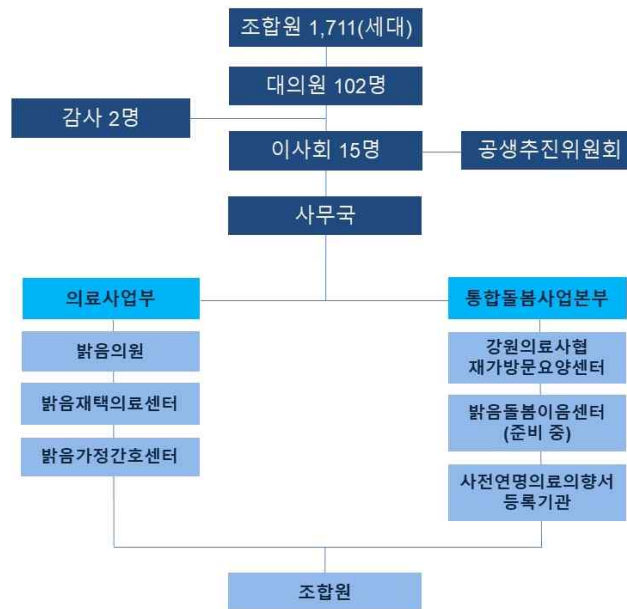 조합원 1,711(세대)
대의원 102명
감사 2명
이사회 15명
공생추진위원회
사무국
의료사업부
통합돌봄사업본부
밝음의원
강원의료사협
재가방문요양센터
밝음재택의료센터
밝음돌봄이음센터
(준비 중)
밝음가정간호센터
사전연명의료의향서
등록기관
조합원